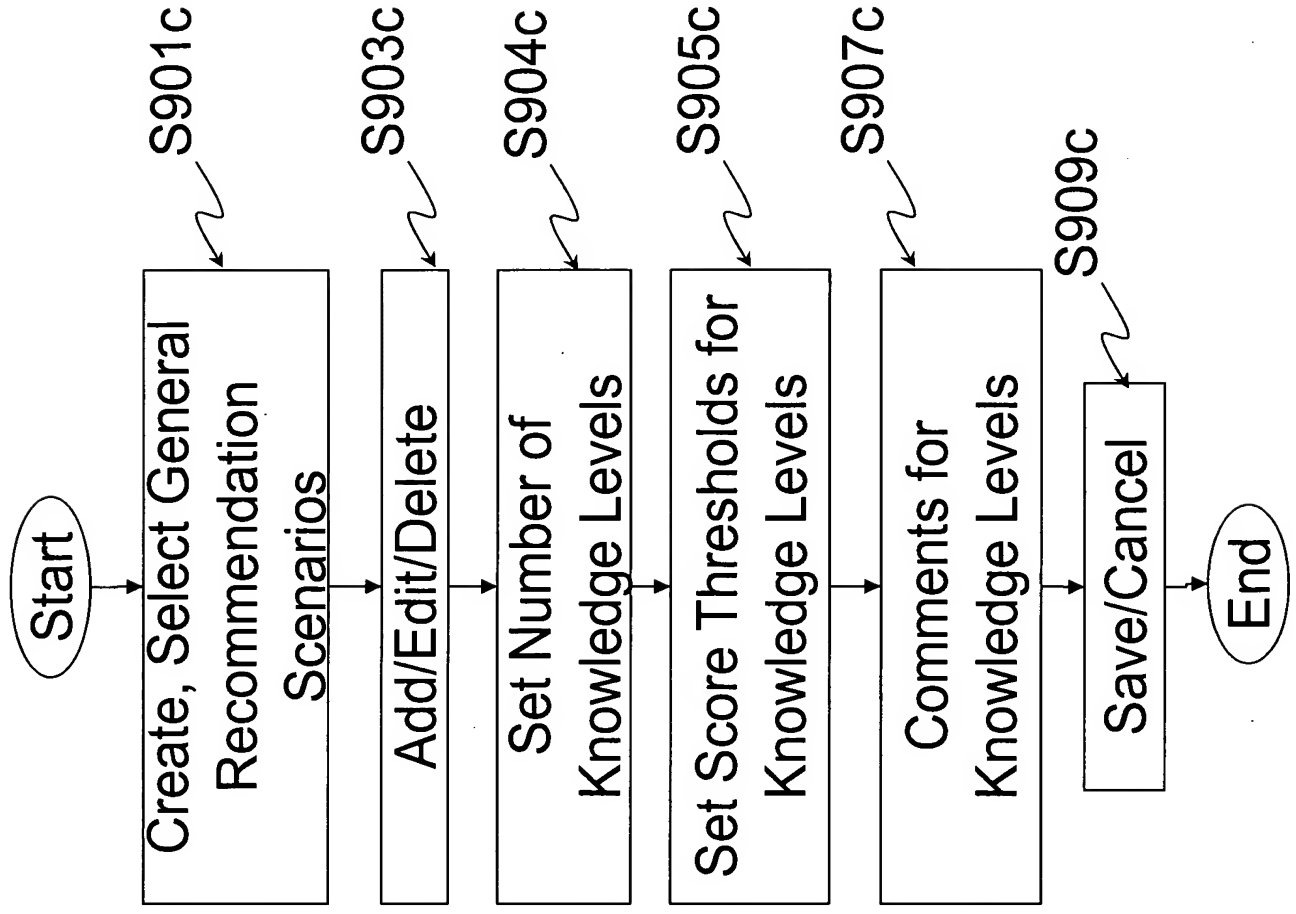 Start
Create, Select General
Recommendation
Scenarios
S901c
Add/Edit/Delete
S903c
Set Number of
Knowledge Levels
S904c
Set Score Thresholds for
Knowledge Levels
S905c
Comments for
Knowledge Levels
S907c
Save/Cancel
S909c
End